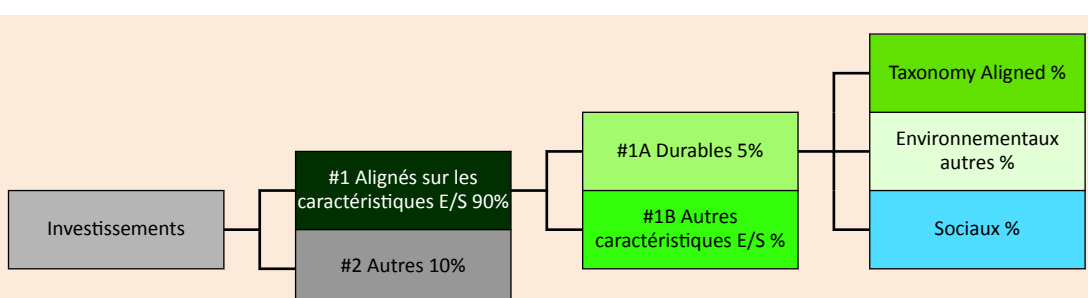 Investissements
#1 Alignés sur les
caractéristiques E/S 90%
#2 Autres 10%
#1A Durables 5%
#1B Autres
caractéristiques E/S %
Taxonomy Aligned %
Environnementaux
autres %
Sociaux %